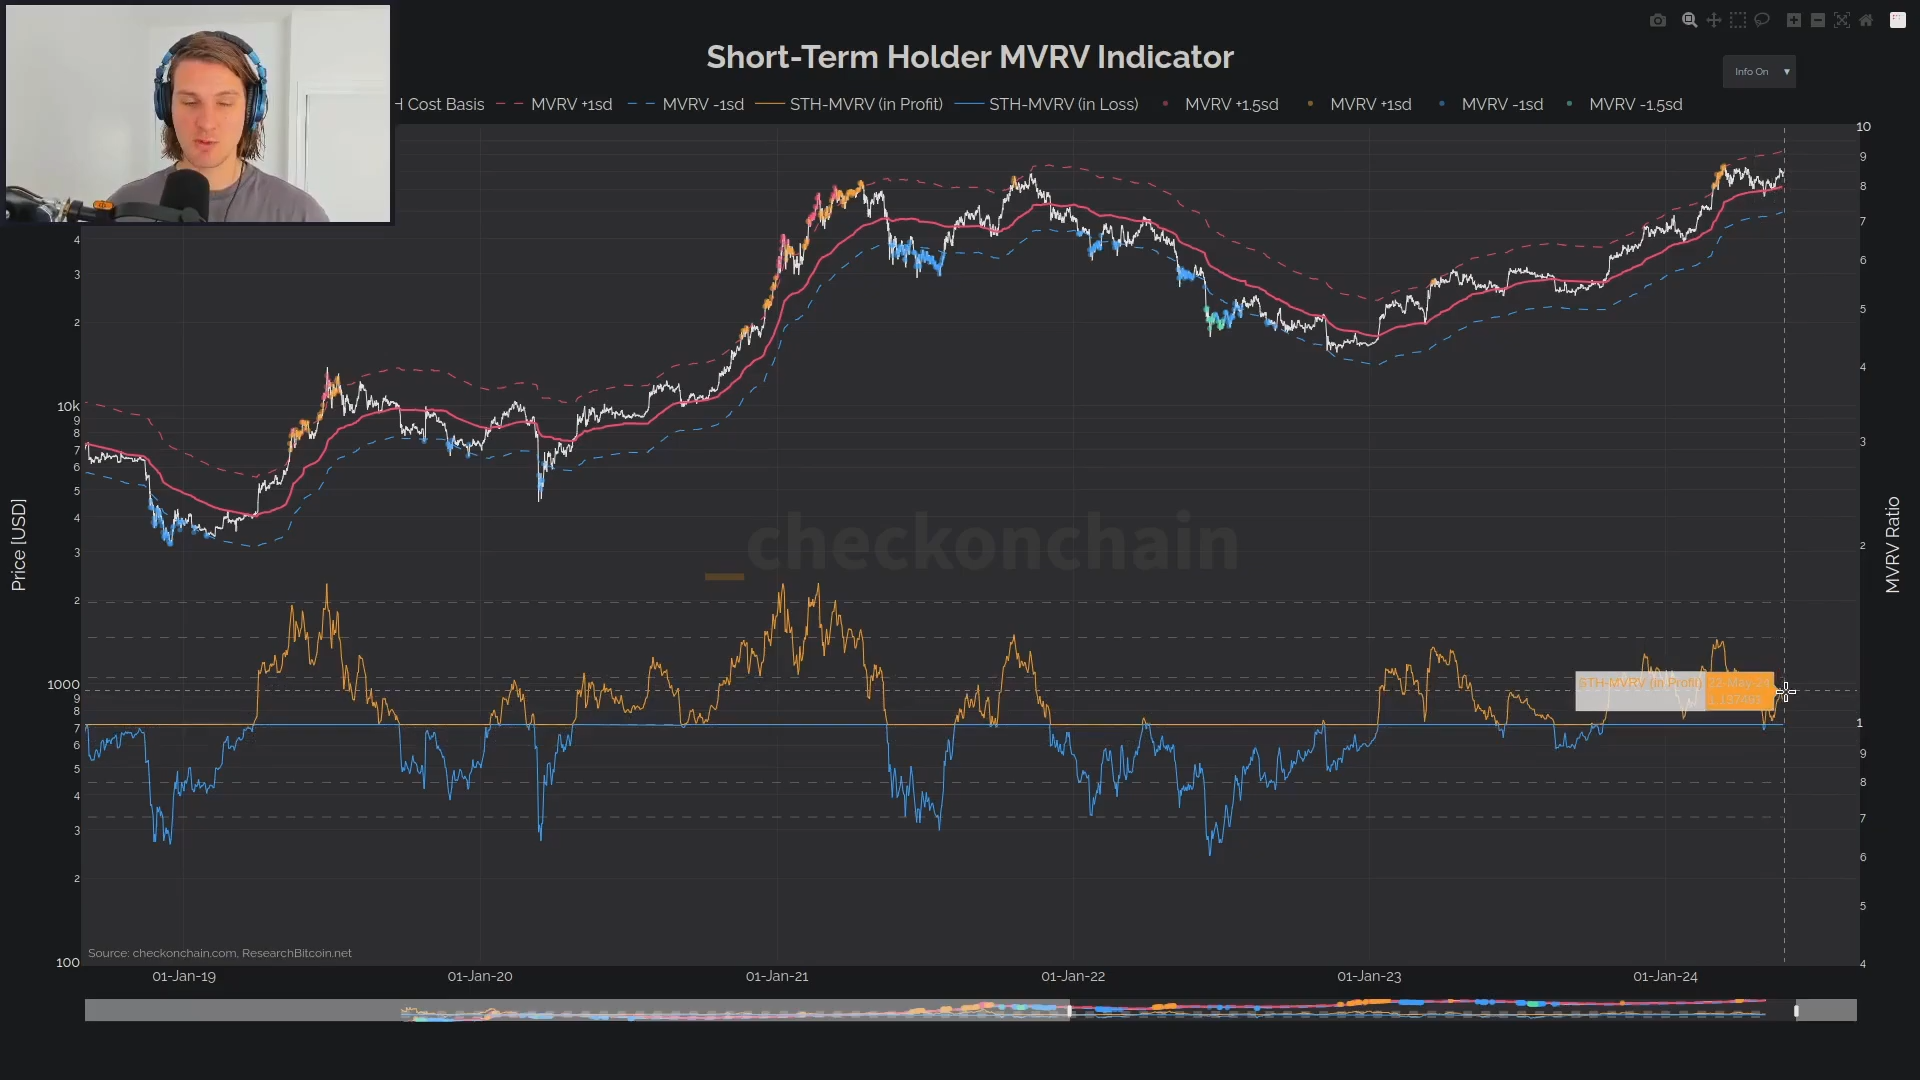 Short-Term Holder MVRV Indicator
Info On
H Cost Basis
MVRV +1sd
MVRV -1sd
STH-MVRV (in Profit)
STH-MVRV (in Loss)
MVRV +1.5sd
MVRV +1sd
MVRV -1sd
MVRV -1.5sd
4
3
2
10k
9
8
7
6
5
4
3
2
1000
9
8
7
6
5
4
3
2
100
Price [USD]
_checkonchain
STH-MVRV (in Profit)
10
9
8
7
6
5
4
3
2
1
9
8
7
6
5
4
MVRV Ratio
Source: checkonchain.com, ResearchBitcoin.net
01-Jan-19
01-Jan-20
01-Jan-21
01-Jan-22
01-Jan-23
01-Jan-24